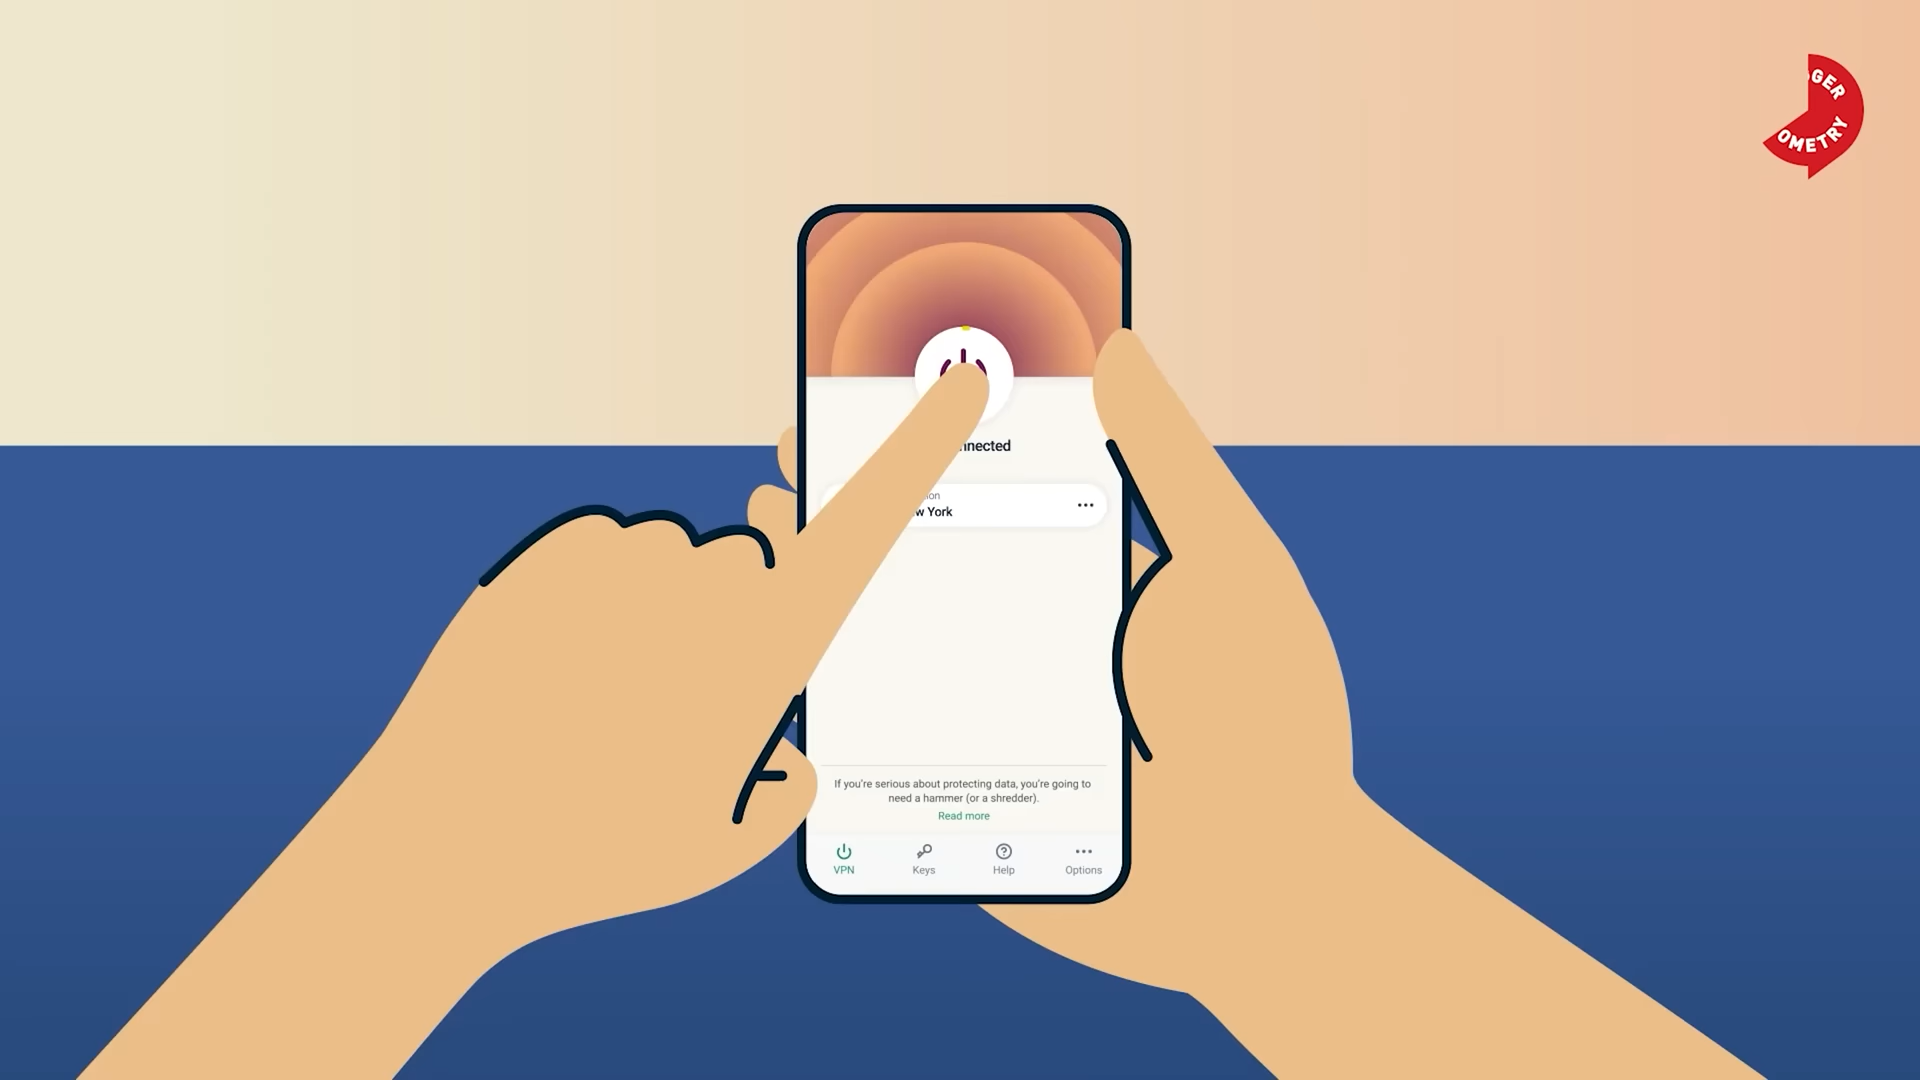 GER
OMETRY
nnected
ion
w York
If you're serious about protecting data, you're going to
need a hammer (or a shredder).
Read more
VPN
Keys
Help
Options